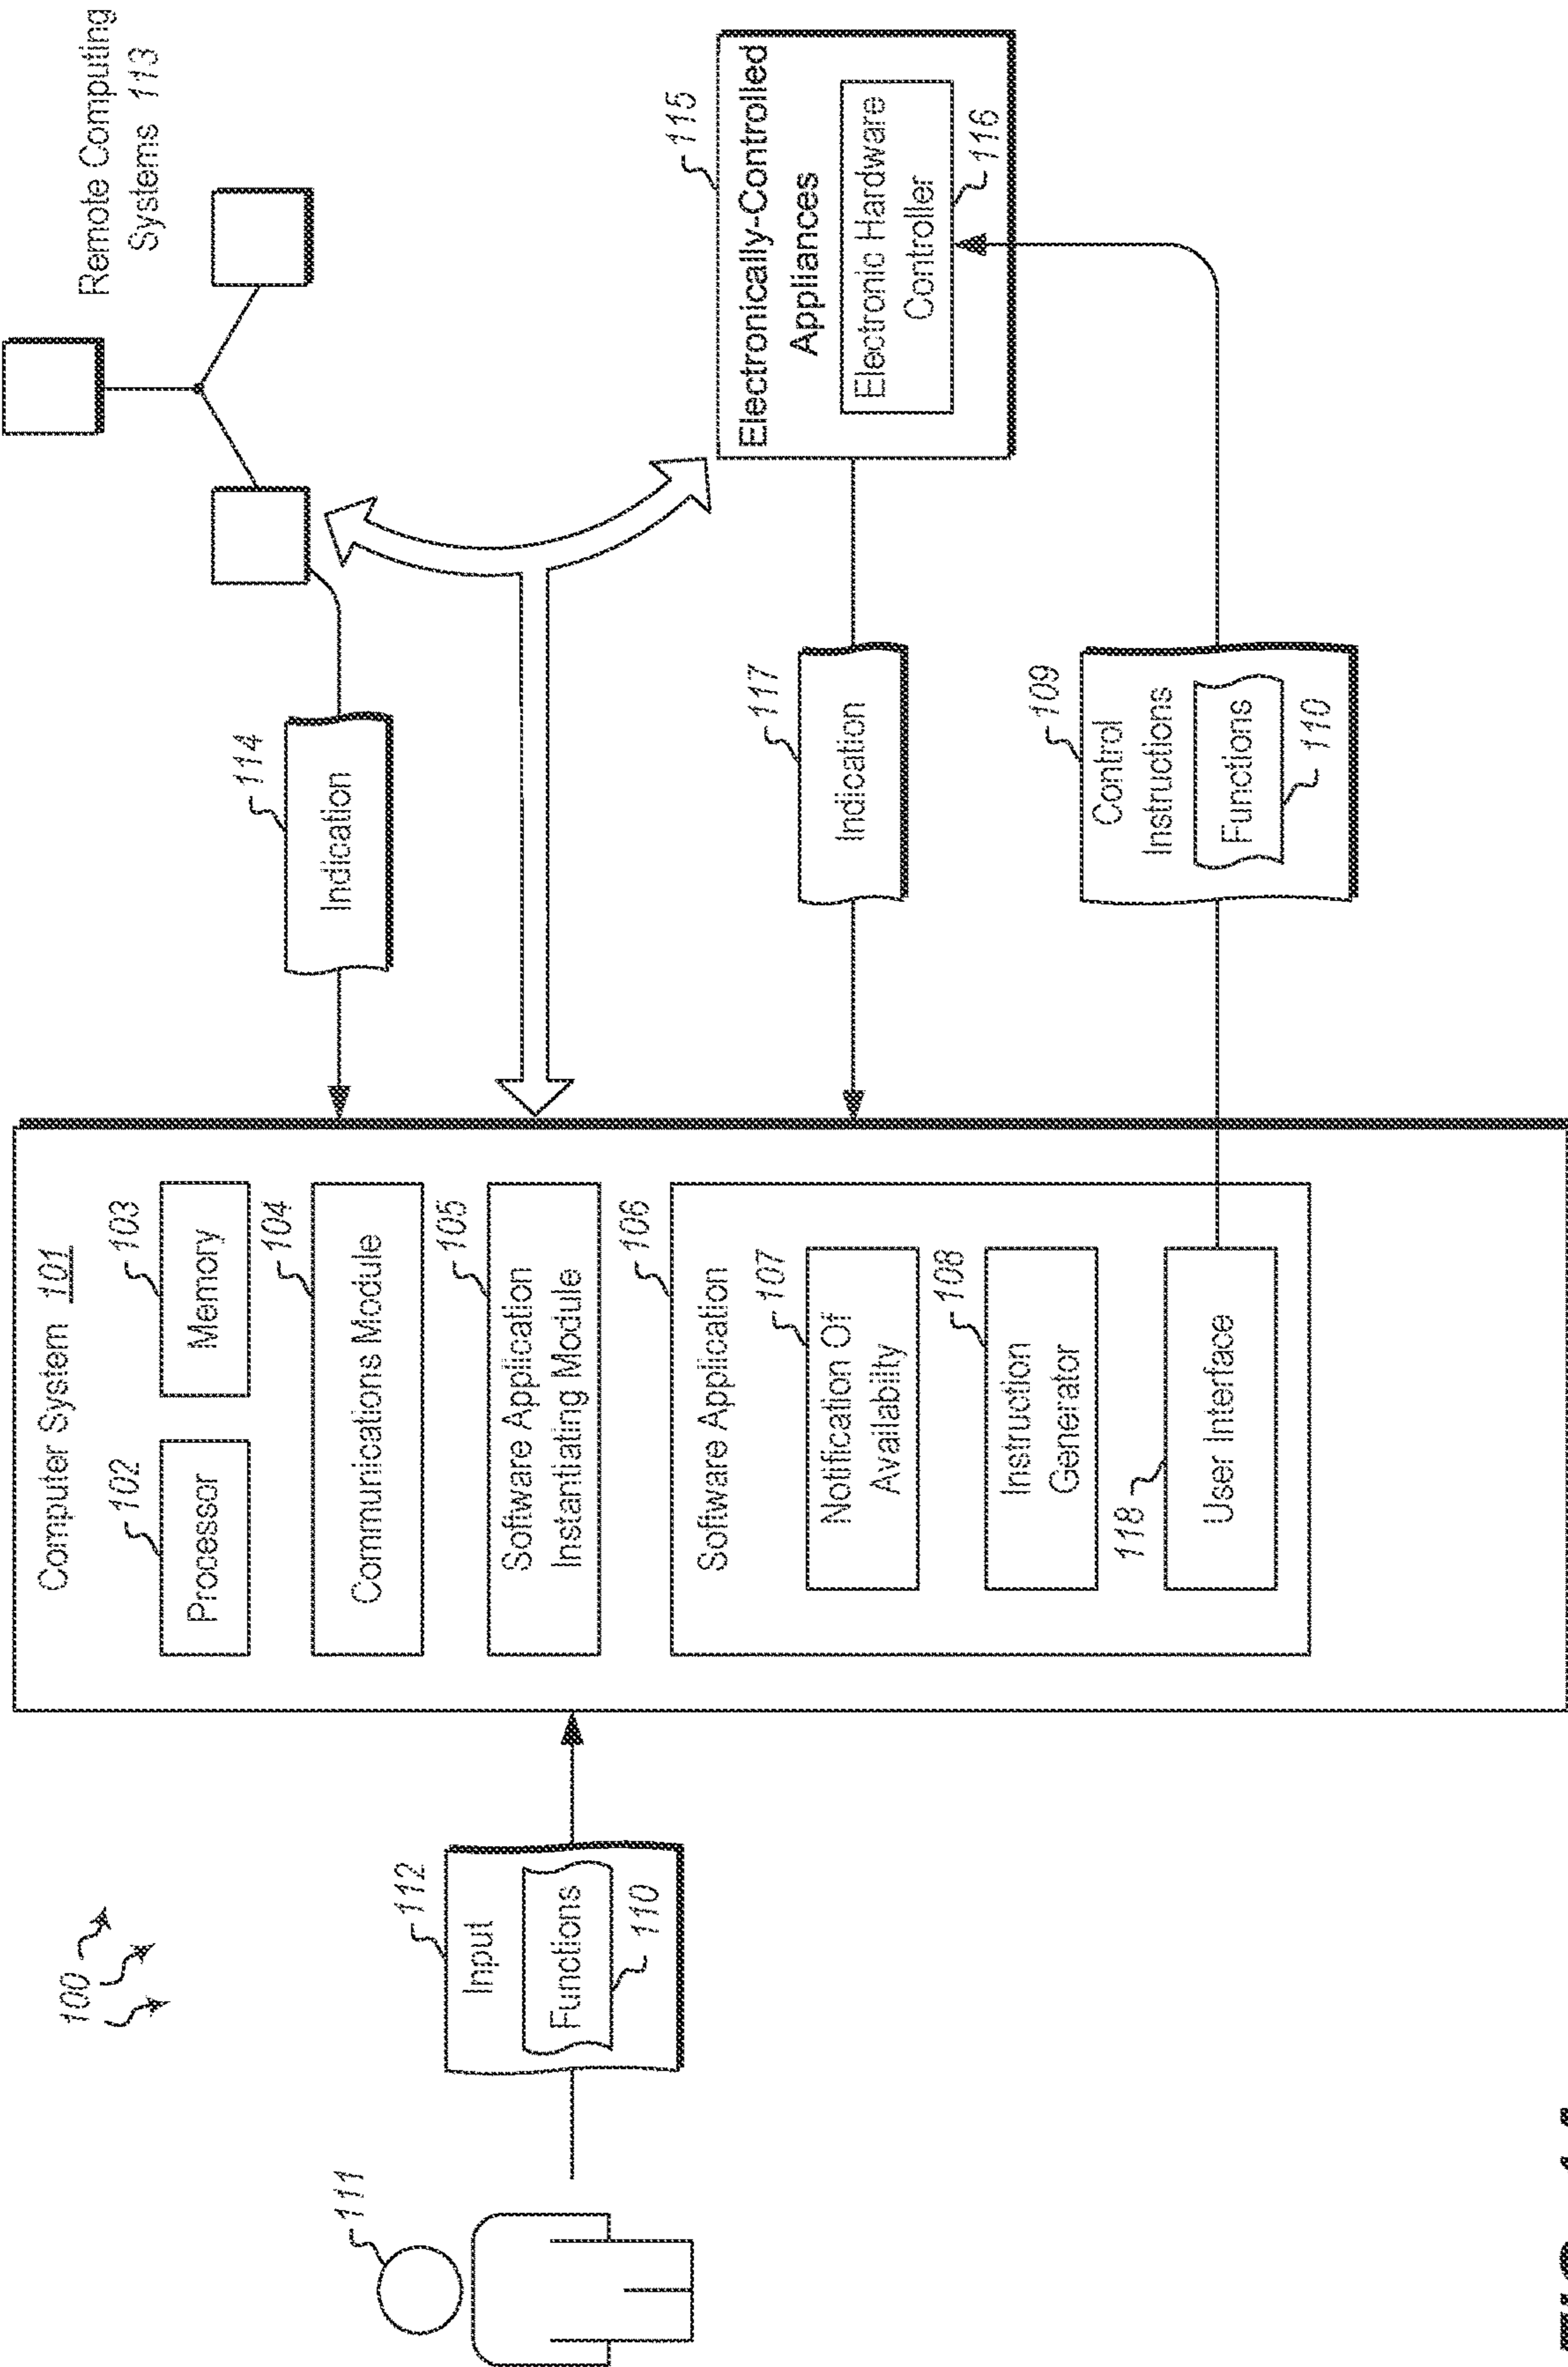 100
111
112
Input
Functions
110
Computer System 101
102
Processor
103
Memory
104
Communications Module
105
Software Application
Instantiating Module
106
Software Application
107
Notification Of
Availability
108
Instruction
Generator
118
User Interface
Remote Computing
Systems 113
114
Indication
115
Electronically-Controlled
Appliances
Electronic Hardware
Controller
116
117
Indication
109
Control
Instructions
Functions
110